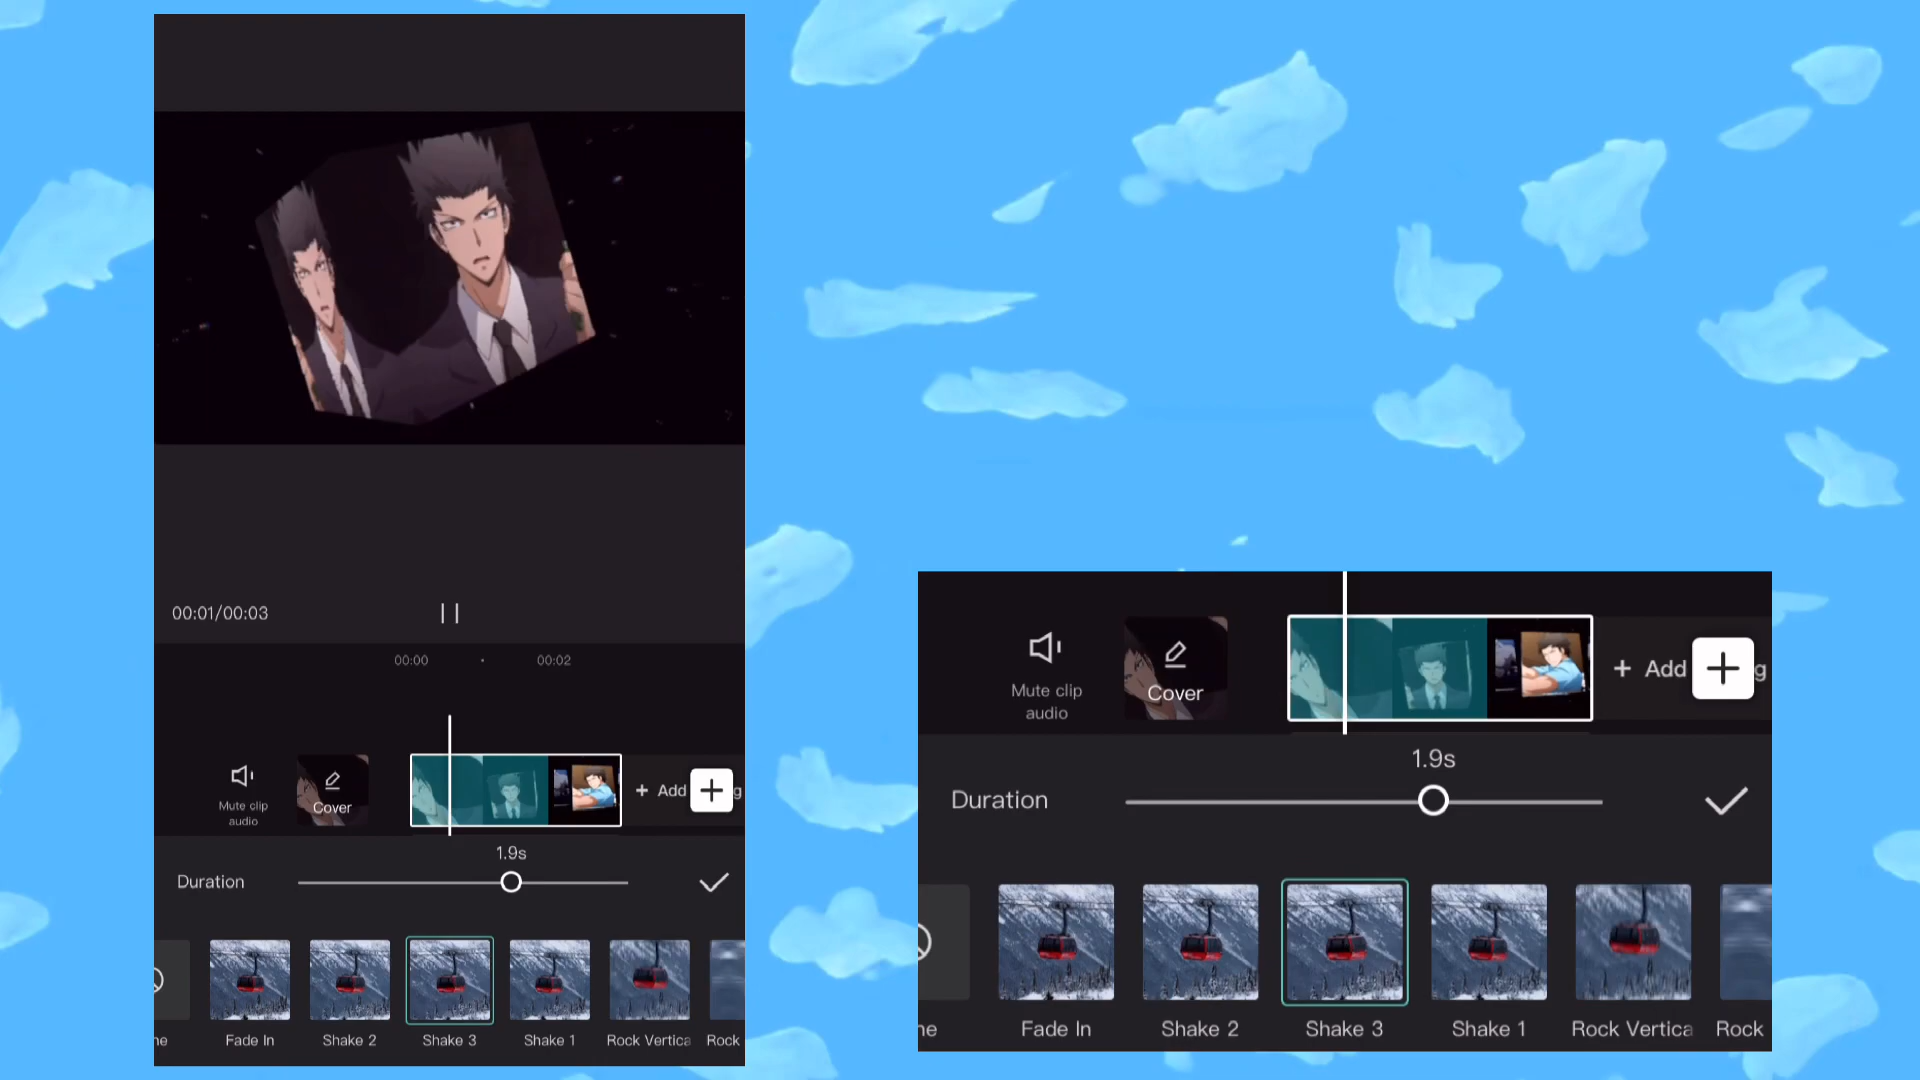 00:01/00:03
00:00
00:02
Mute clip
audio
Cover
+ Add
g
1.9s
Duration
ne
Fade In
Shake 2
Shake 3
Shake 1
Rock Vertica
Rock
Mute clip
audio
Cover
+ Add
g
1.9s
Duration
ne
Fade In
Shake 2
Shake 3
Shake 1
Rock Vertica
Rock